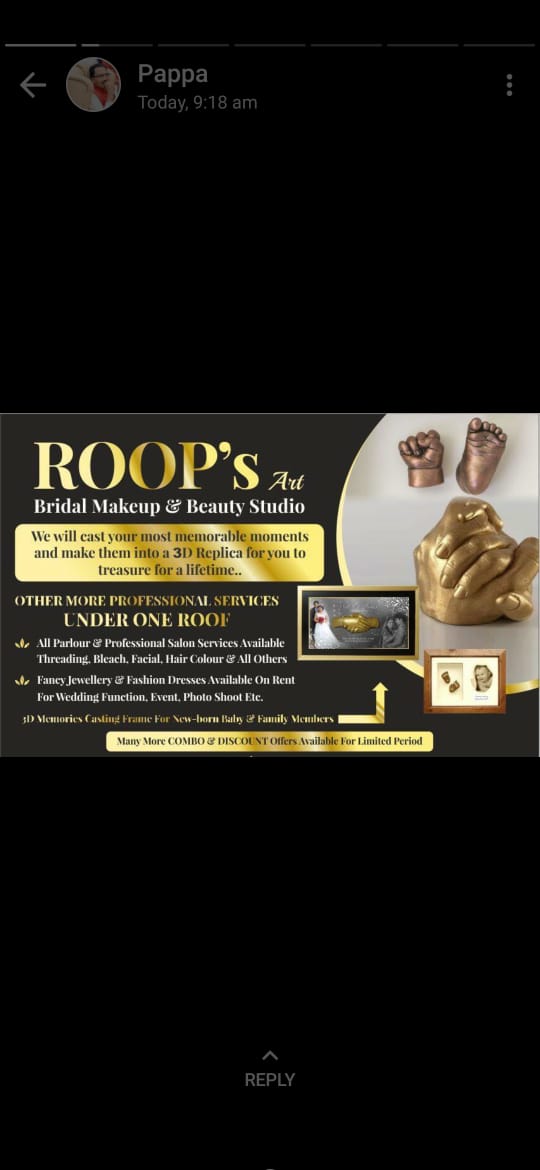 Pappa
Today, 9:18 am
ROOP's Art
Bridal Makeup & Beauty Studio
We will cast your most memorable moments
and make them into a 3D Replica for you to
treasure for a lifetime..
OTHER MORE PROFESSIONAL SERVICES
UNDER ONE ROOF
All Parlour & Professional Salon Services Available
Threading, Bleach, Facial, Hair Colour & All Others
Fancy Jewellery & Fashion Dresses Available On Rent
For Wedding Function, Event, Photo Shoot Etc.
3D Memories Casting Frame For New-born Baby & Family Members
Many More COMBO & DISCOUNT Offers Available For Limited Period
REPLY